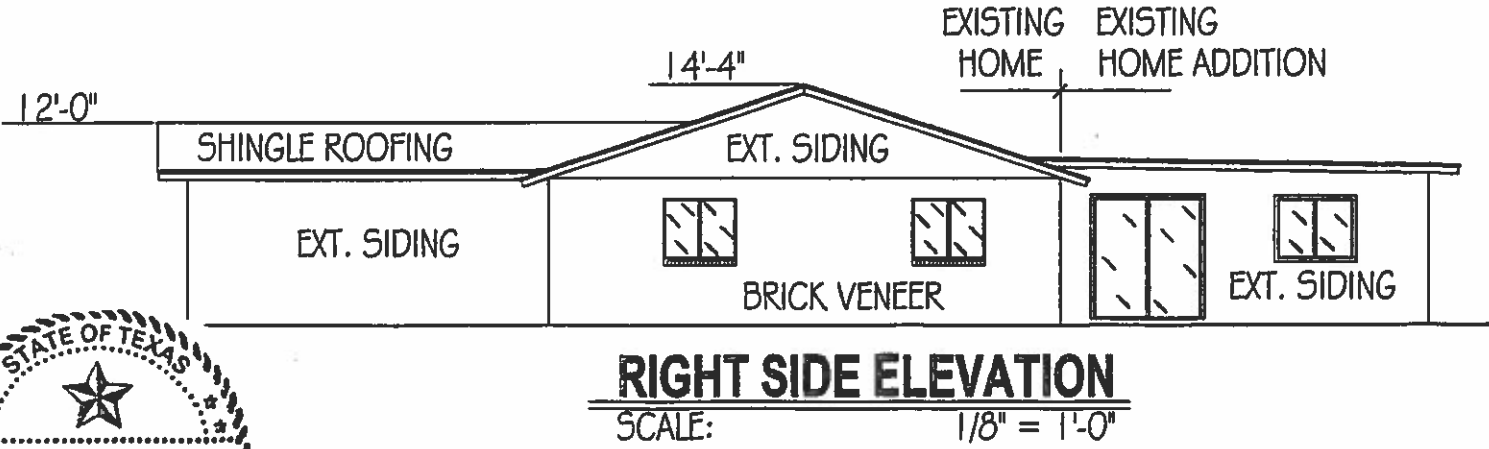 EXISTING EXISTING
HOME HOME ADDITION
14'-4"
12'-0"
SHINGLE ROOFING
EXT. SIDING
EXT. SIDING
BRICK VENEER
EXT. SIDING
STATE OF TEXAS
RIGHT SIDE ELEVATION
SCALE: 1/8" = 1'-0"